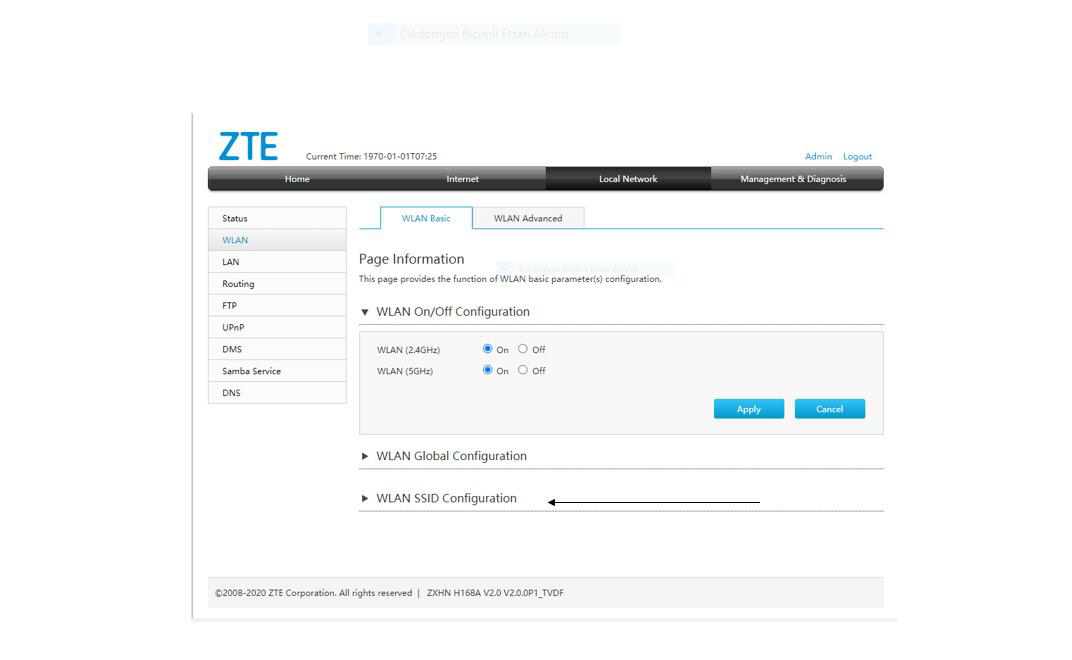 Dikdörtgen Biçimli Ekran Alıntısı
ZTE
Current Time: 1970-01-01T07:25
Admin Logout
Home Internet Local Network Management & Diagnosis
Status
WLAN
LAN
Routing
FTP
UPnP
DMS
Samba Service
DNS
WLAN Basic WLAN Advanced
Page Information
Dikdörtgen Biçimli Ekran Alıntısı
This page provides the function of WLAN basic parameter(s) configuration.
WLAN On/Off Configuration
WLAN (2.4GHz) On Off
WLAN (5GHz) On Off
Apply Cancel
WLAN Global Configuration
WLAN SSID Configuration
©2008-2020 ZTE Corporation. All rights reserved | ZXHN H168A V2.0 V2.0.0P1_TVDF